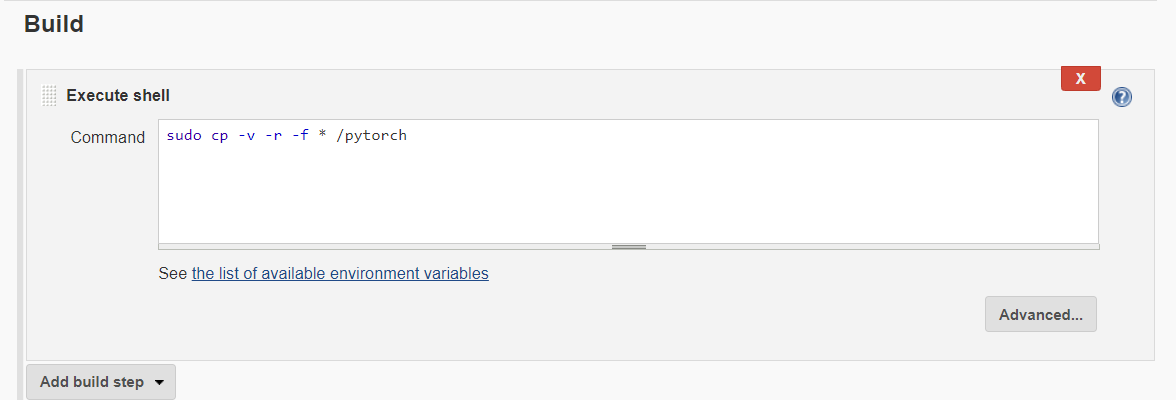 Build
X
Execute shell
?
Command
sudo cp -v -r -f * /pytorch
See the list of available environment variables
Advanced...
Add build step